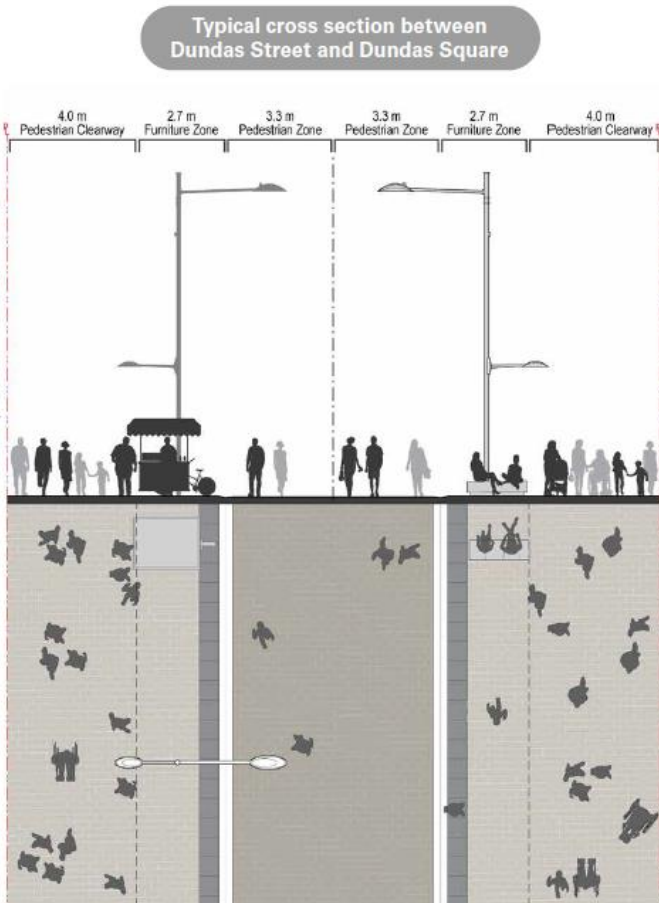 Typical cross section between
Dundas Street and Dundas Square
4.0 m 2.7 m 3.3 m 3.3 m 2.7 m 4.0 m
Pedestrian Clearway Furniture Zone Pedestrian Zone Pedestrian Zone Furniture Zone Pedestrian Clearway